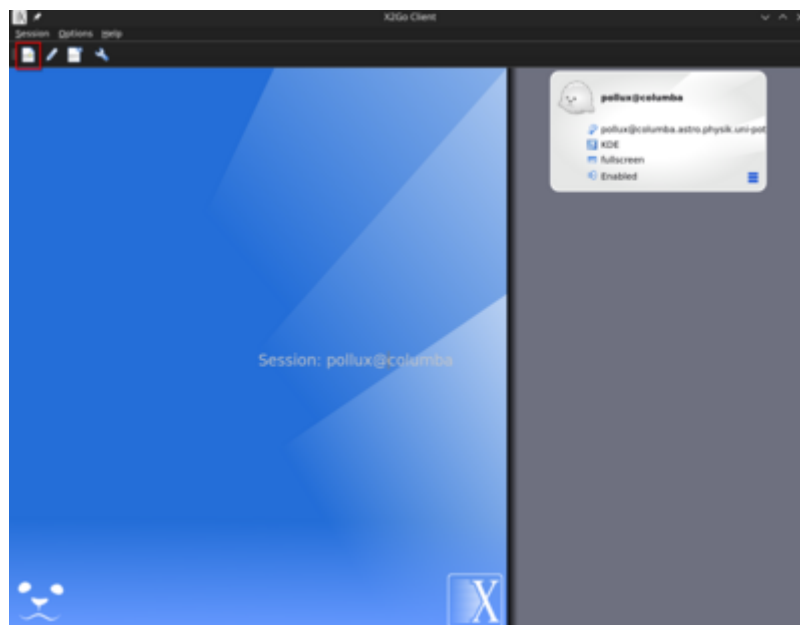 X2Go Client
Session Options Help
pollux@columba
pollux@columba.astro.physik.uni-pot
KDE
fullscreen
Enabled
Session: pollux@columba
X